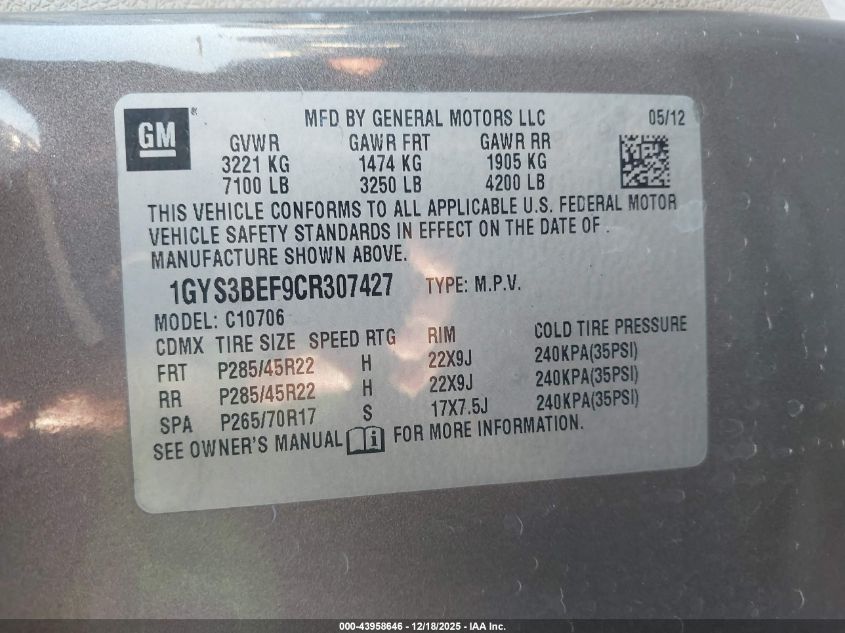 GM ®
MFD BY GENERAL MOTORS LLC 05/12
GVWR GAWR FRT GAWR RR
3221 KG 1474 KG 1905 KG
7100 LB 3250 LB 4200 LB
THIS VEHICLE CONFORMS TO ALL APPLICABLE U.S. FEDERAL MOTOR
VEHICLE SAFETY STANDARDS IN EFFECT ON THE DATE OF .
MANUFACTURE SHOWN ABOVE.
1GYS3BEF9CR307427 TYPE: M.P.V.
MODEL: C10706
CDMX TIRE SIZE SPEED RTG RIM COLD TIRE PRESSURE
FRT P285/45R22 H 22X9J 240KPA(35PSI)
RR P285/45R22 H 22X9J 240KPA(35PSI)
SPA P265/70R17 S 17X7.5J 240KPA(35PSI)
SEE OWNER'S MANUAL i FOR MORE INFORMATION.
000-43958646 - 12/18/2025 - IAA Inc.